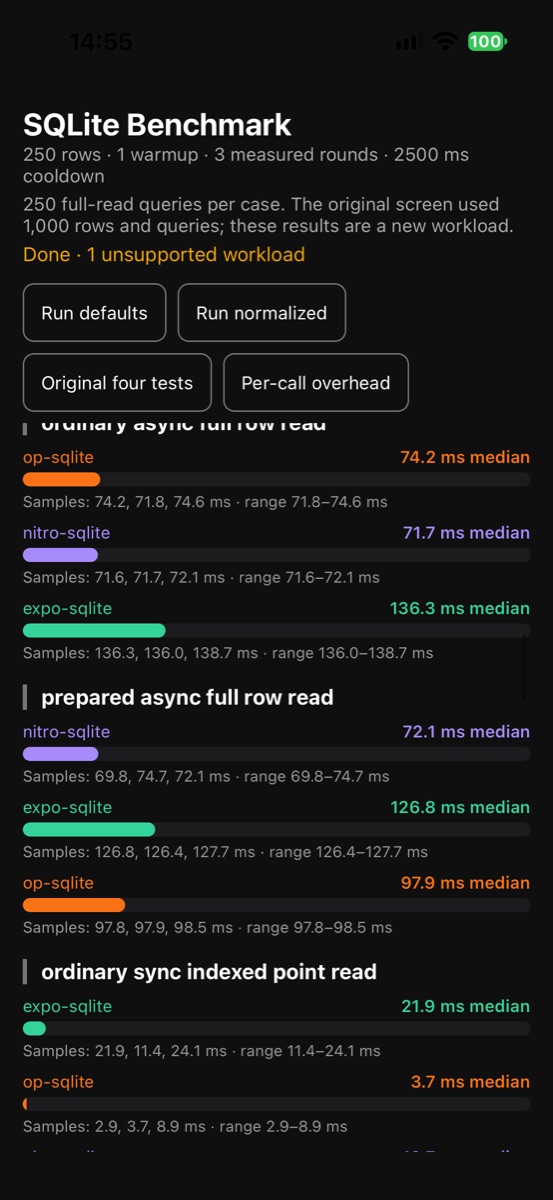 14:55
100
SQLite Benchmark
250 rows · 1 warmup · 3 measured rounds · 2500 ms
cooldown
250 full-read queries per case. The original screen used
1,000 rows and queries; these results are a new workload.
Done · 1 unsupported workload
Run defaults
Run normalized
Original four tests
Per-call overhead
ordinary async full row read
op-sqlite
74.2 ms median
Samples: 74.2, 71.8, 74.6 ms · range 71.8–74.6 ms
nitro-sqlite
71.7 ms median
Samples: 71.6, 71.7, 72.1 ms · range 71.6–72.1 ms
expo-sqlite
136.3 ms median
Samples: 136.3, 136.0, 138.7 ms · range 136.0–138.7 ms
prepared async full row read
nitro-sqlite
72.1 ms median
Samples: 69.8, 74.7, 72.1 ms · range 69.8–74.7 ms
expo-sqlite
126.8 ms median
Samples: 126.8, 126.4, 127.7 ms · range 126.4–127.7 ms
op-sqlite
97.9 ms median
Samples: 97.8, 97.9, 98.5 ms · range 97.8–98.5 ms
ordinary sync indexed point read
expo-sqlite
21.9 ms median
Samples: 21.9, 11.4, 24.1 ms · range 11.4–24.1 ms
op-sqlite
3.7 ms median
Samples: 2.9, 3.7, 8.9 ms · range 2.9–8.9 ms